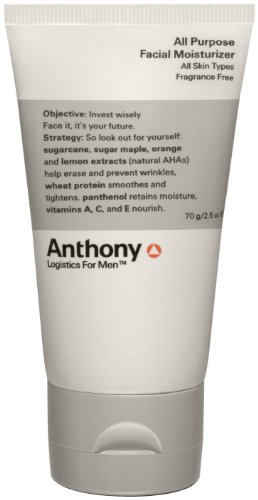 All Purpose
Facial Moisturizer
All Skin Types
Fragrance Free
Objective: Invest wisely
Face it, it's your future.
Strategy: So look out for yourself:
sugarcane, sugar maple, orange
and lemon extracts (natural AHAs)
help erase and prevent wrinkles,
wheat protein smoothes and
tightens. panthenol retains moisture,
vitamins A, C, and E nourish.
70 g/2.5 oz
Anthony
Logistics For Men™